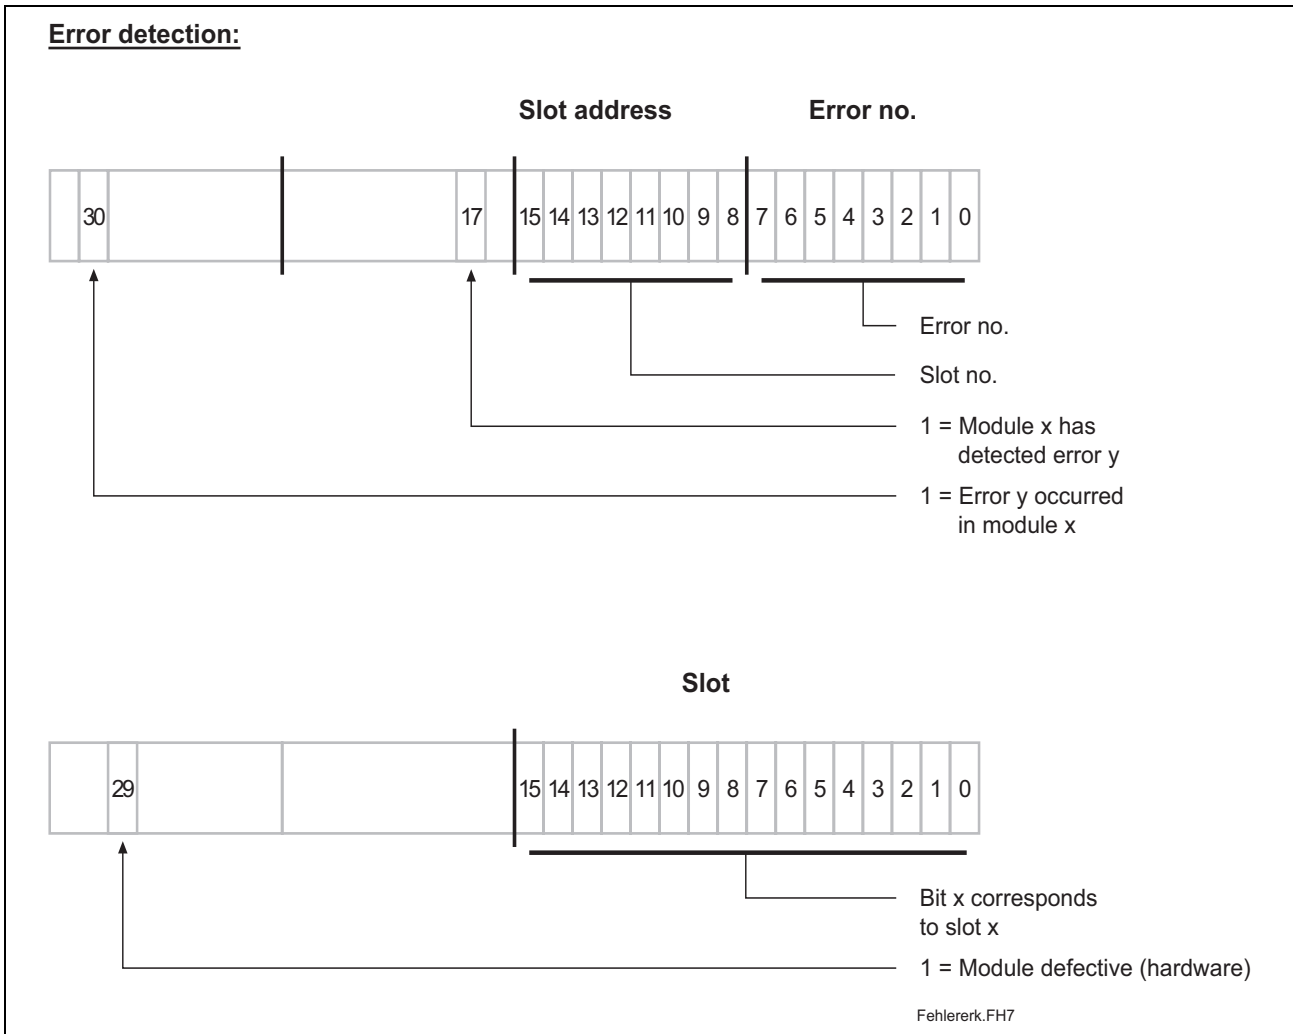 Error detection:
Slot address Error no.
30 17 15 14 13 12 11 10 9 8 7 6 5 4 3 2 1 0
Error no.
Slot no.
1 = Module x has
detected error y
1 = Error y occurred
in module x
Slot
29 15 14 13 12 11 10 9 8 7 6 5 4 3 2 1 0
Bit x corresponds
to slot x
1 = Module defective (hardware)
Fehlererk.FH7